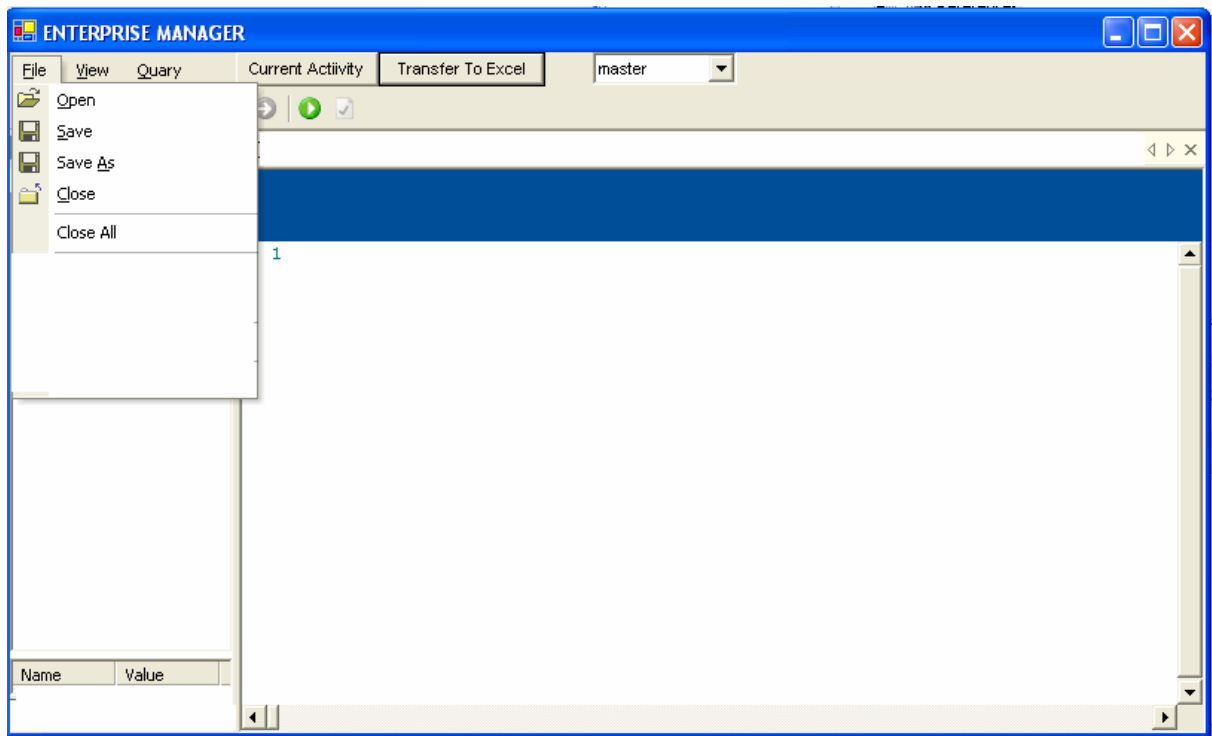 ENTERPRISE MANAGER
File View Quary Current Actiivity Transfer To Excel master
Open
Save
Save As
Close
Close All
1
Name Value